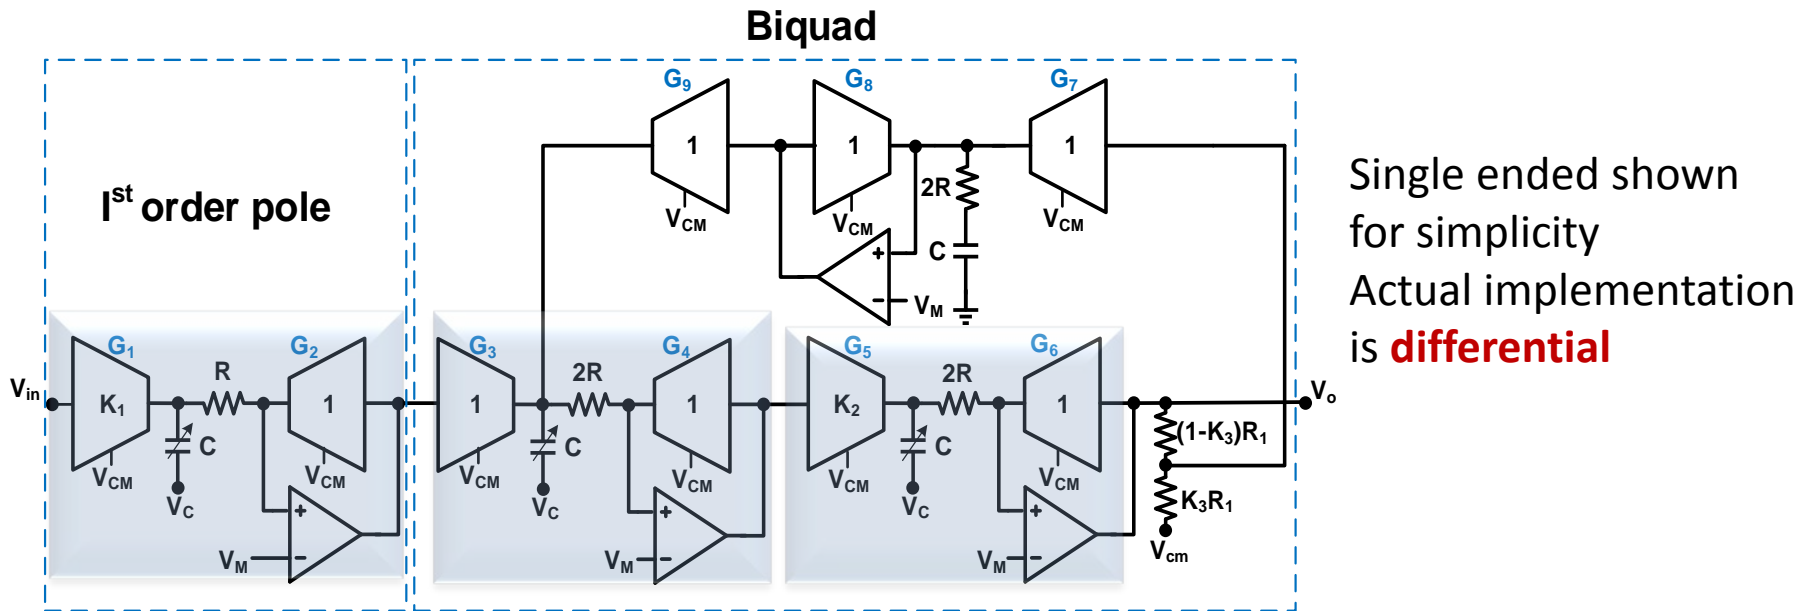 Biquad
Ist order pole
G9
G8
G7
1
1
1
VCM
VCM
VCM
2R
C
+
−
VM
Single ended shown
for simplicity
Actual implementation
is differential
G1
G2
G3
G4
G5
G6
Vin
K1
R
1
1
2R
1
K2
2R
1
Vo
C
C
C
(1-K3)R1
VCM
VCM
VCM
VCM
VCM
VCM
VC
VC
VC
K3R1
Vcm
+
+
+
−
−
−
VM
VM
VM